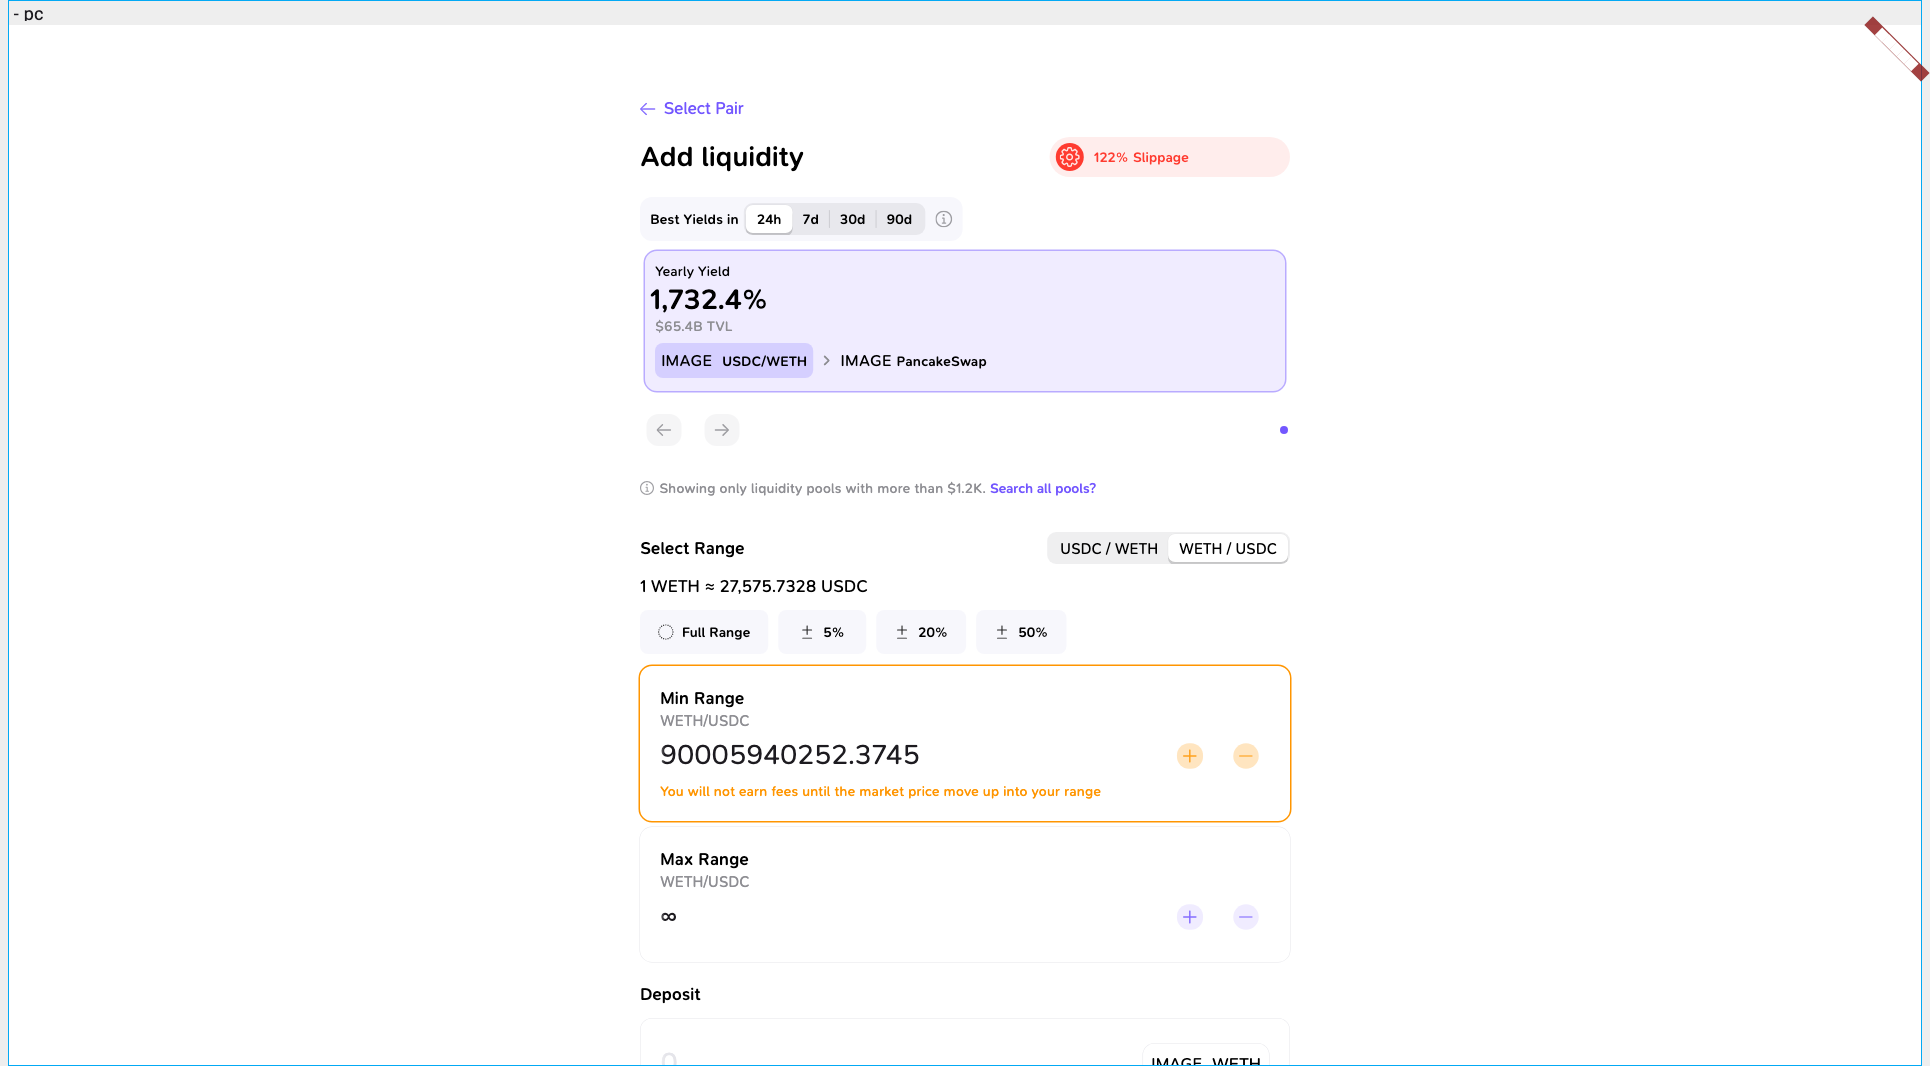 - pc
Select Pair
Add liquidity
122% Slippage
Best Yields in 24h 7d 30d 90d
Yearly Yield
1,732.4%
$65.4B TVL
IMAGE USDC/WETH > IMAGE PancakeSwap
Showing only liquidity pools with more than $1.2K. Search all pools?
Select Range
USDC / WETH WETH / USDC
1 WETH ≈ 27,575.7328 USDC
Full Range ± 5% ± 20% ± 50%
Min Range
WETH/USDC
90005940252.3745
You will not earn fees until the market price move up into your range
Max Range
WETH/USDC
∞
Deposit
0 IMAGE WETH